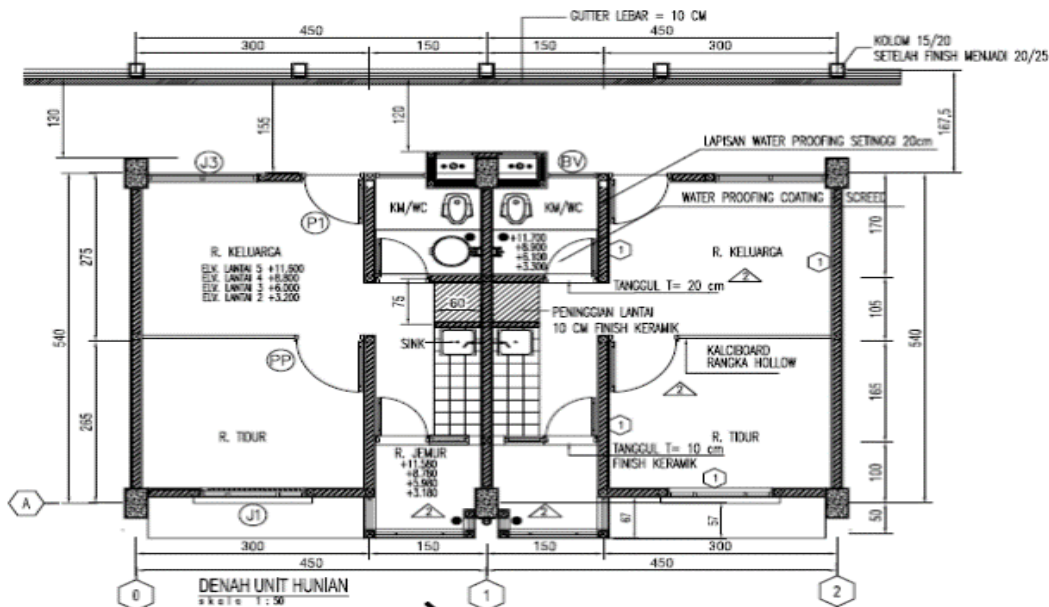 GUTTER LEBAR = 10 CM
450
450
300
150
150
300
KOLOM 15/20
SETELAH FINISH MENJADI 20/25
130
155
120
167,5
LAPISAN WATER PROOFING SETINGGI 20cm
J3
BV
P1
KM/WC
KM/WC
WATER PROOFING COATING
SCREED
R. KELUARGA
ELV. LANTAI 5 +11,600
ELV. LANTAI 4 +8,800
ELV. LANTAI 3 +6,000
ELV. LANTAI 2 +3,200
+11,700
+8,900
+6,100
+3,300
1
R. KELUARGA
1
2
170
275
540
75
60
TANGGUL T= 20 cm
PENINGGIAN LANTAI
10 CM FINISH KERAMIK
105
540
SINK
PP
KALCIBOARD
RANGKA HOLLOW
2
165
265
R. TIDUR
R. TIDUR
1
R. JEMUR
+11,580
+8,780
+5,980
+3,180
TANGGUL T= 10 cm
FINISH KERAMIK
1
100
A
J1
2
2
67
57
50
300
150
150
300
450
450
DENAH UNIT HUNIAN
skala 1:50
0
1
2